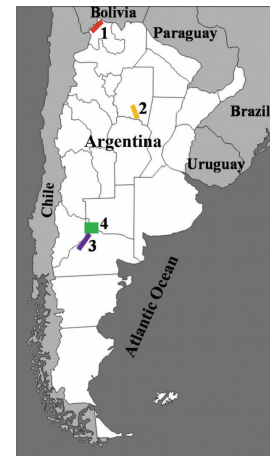 Bolivia
1
Paraguay
2
Brazil
Argentina
Uruguay
Chile
4
3
Atlantic Ocean